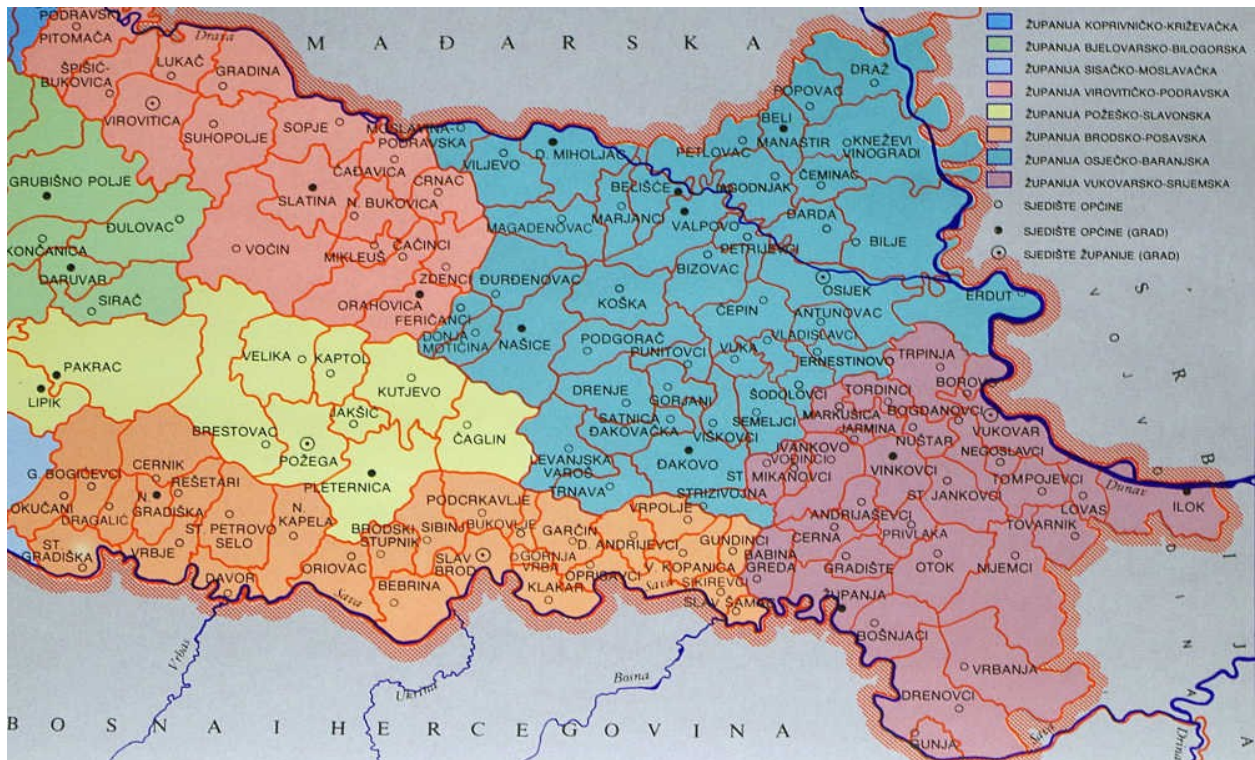 PODRAVSKI
PITOMAČA
Drava
MAĐARSKA
LUKAČ
ŠPIŠIĆ-
BUKOVICA
GRADINA
VIROVITICA
SUHOPOLJE
SOPJE
MOSLAVINA
PODRAVSKA
ČAĐAVICA
CRNAC
SLATINA
N. BUKOVICA
VOĆIN
MIKLEUŠ
ČAČINCI
ZDENCI
ORAHOVICA
GRUBIŠNO POLJE
ĐULOVAC
KONČANICA
DARUVAR
SIRAČ
DRAŽ
POPOVAC
BELI
MANASTIR
KNEŽEVI
VINOGRADI
PETLOVAC
JAGODNJAK
ČEMINAC
DARDA
BILJE
VILJEVO
D. MIHOLJAC
BELIŠĆE
MARJANCI
VALPOVO
MAGADENOVAC
PETRIJEVCI
BIZOVAC
OSIJEK
ERDUT
ĐURĐENOVAC
KOŠKA
FERIČANCI
DONJA
MOTIČINA
NAŠICE
ČEPIN
ANTUNOVAC
VLADISLAVCI
PODGORAČ
PUNITOVCI
VUKA
ERNESTINOVO
DRENJE
GORJANI
ŠODOLOVCI
SATNICA
ĐAKOVAČKA
SEMELJCI
VIŠKOVCI
LEVANJSKA
VAROŠ
ĐAKOVO
TRNAVA
STRIZIVOJNA
PAKRAC
LIPIK
VELIKA
KAPTOL
KUTJEVO
JAKŠIĆ
BRESTOVAC
POŽEGA
ČAGLIN
PLETERNICA
G. BOGIĆEVCI
CERNIK
REŠETARI
OKUČANI
DRAGALIĆ
N.
GRADIŠKA
ST. PETROVO
SELO
N.
KAPELA
ST.
GRADIŠKA
VRBJE
DAVOR
ORIOVAC
BRODSKI
STUPNIK
SIBINJ
PODCRKAVLJE
BUKOVLJE
BEBRINA
SLAV
BROD
GORNJA
VRBA
GARČIN
KLAKAR
OPRISAVCI
D. ANDRIJEVCI
VRPOLJE
GUNDINCI
V. KOPANICA
SIKIREVCI
SLAV ŠAMAC
TRPINJA
BOROVO
TORDINCI
MARKUŠICA
BOGDANOVCI
JARMINA
NUŠTAR
VUKOVAR
NEGOSLAVCI
IVANKOVO
VOĐINCI
ST
MIKANOVCI
VINKOVCI
ST. JANKOVCI
TOMPOJEVCI
LOVAS
TOVARNIK
ILOK
ANDRIJAŠEVCI
PRIVLAKA
CERNA
BABINA
GREDA
GRADIŠTE
OTOK
NIJEMCI
ŽUPANJA
BOŠNJACI
VRBANJA
DRENOVCI
GUNJA
Dunav
Sava
Sava
Sava
Vrbas
Ukrina
Bosna
Drina
BOSNA I HERCEGOVINA
SRBIJA
VOJVODINA
ŽUPANIJA KOPRIVNIČKO-KRIŽEVAČKA
ŽUPANIJA BJELOVARSKO-BILOGORSKA
ŽUPANIJA SISAČKO-MOSLAVAČKA
ŽUPANIJA VIROVITIČKO-PODRAVSKA
ŽUPANIJA POŽEŠKO-SLAVONSKA
ŽUPANIJA BRODSKO-POSAVSKA
ŽUPANIJA OSJEČKO-BARANJSKA
ŽUPANIJA VUKOVARSKO-SRIJEMSKA
SJEDIŠTE OPĆINE
SJEDIŠTE OPĆINE (GRAD)
SJEDIŠTE ŽUPANIJE (GRAD)